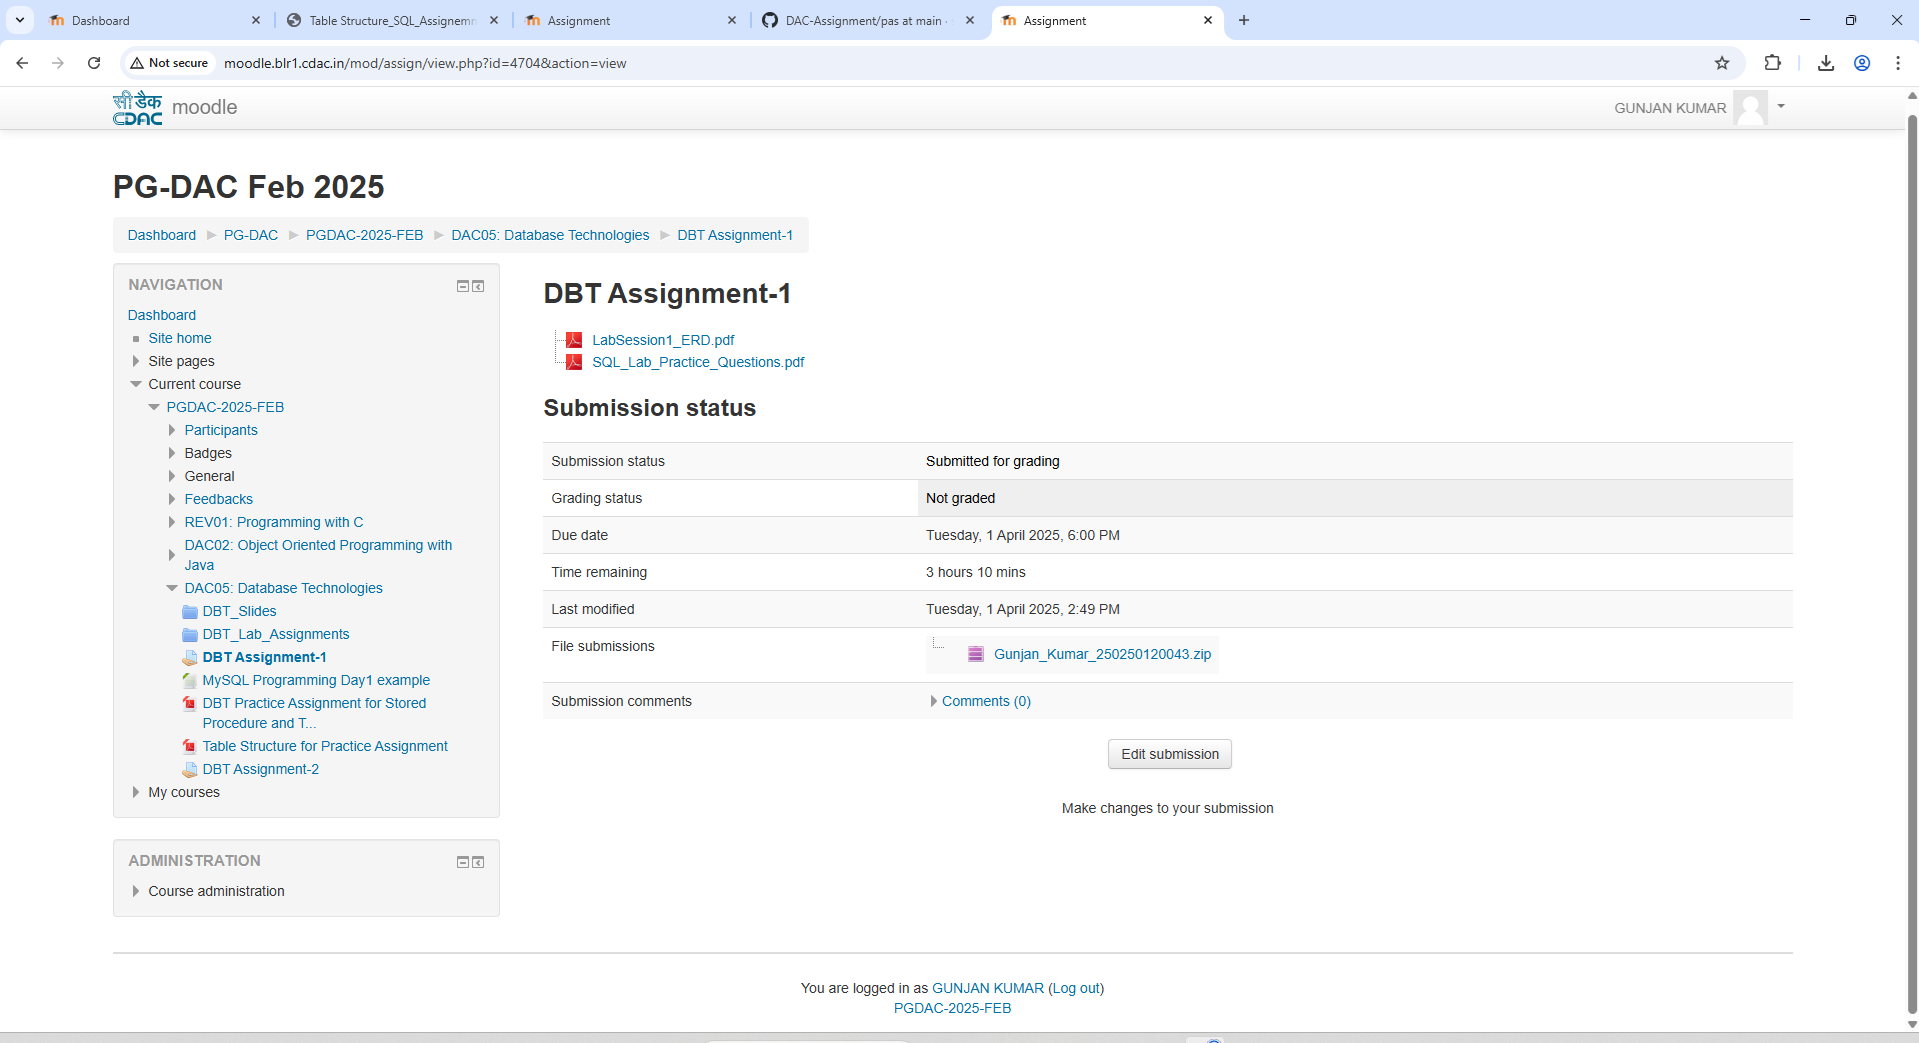 Dashboard
Table Structure_SQL_Assignemn
Assignment
DAC-Assignment/pas at main
Assignment
Not secure
moodle.blr1.cdac.in/mod/assign/view.php?id=4704&action=view
सी डैक
CDAC
moodle
GUNJAN KUMAR
PG-DAC Feb 2025
Dashboard PG-DAC PGDAC-2025-FEB DAC05: Database Technologies DBT Assignment-1
NAVIGATION
Dashboard
Site home
Site pages
Current course
PGDAC-2025-FEB
Participants
Badges
General
Feedbacks
REV01: Programming with C
DAC02: Object Oriented Programming with
Java
DAC05: Database Technologies
DBT_Slides
DBT_Lab_Assignments
DBT Assignment-1
MySQL Programming Day1 example
DBT Practice Assignment for Stored
Procedure and T...
Table Structure for Practice Assignment
DBT Assignment-2
My courses
ADMINISTRATION
Course administration
DBT Assignment-1
LabSession1_ERD.pdf
SQL_Lab_Practice_Questions.pdf
Submission status
Submission status Submitted for grading
Grading status Not graded
Due date Tuesday, 1 April 2025, 6:00 PM
Time remaining 3 hours 10 mins
Last modified Tuesday, 1 April 2025, 2:49 PM
File submissions Gunjan_Kumar_250250120043.zip
Submission comments Comments (0)
Edit submission
Make changes to your submission
You are logged in as GUNJAN KUMAR (Log out)
PGDAC-2025-FEB